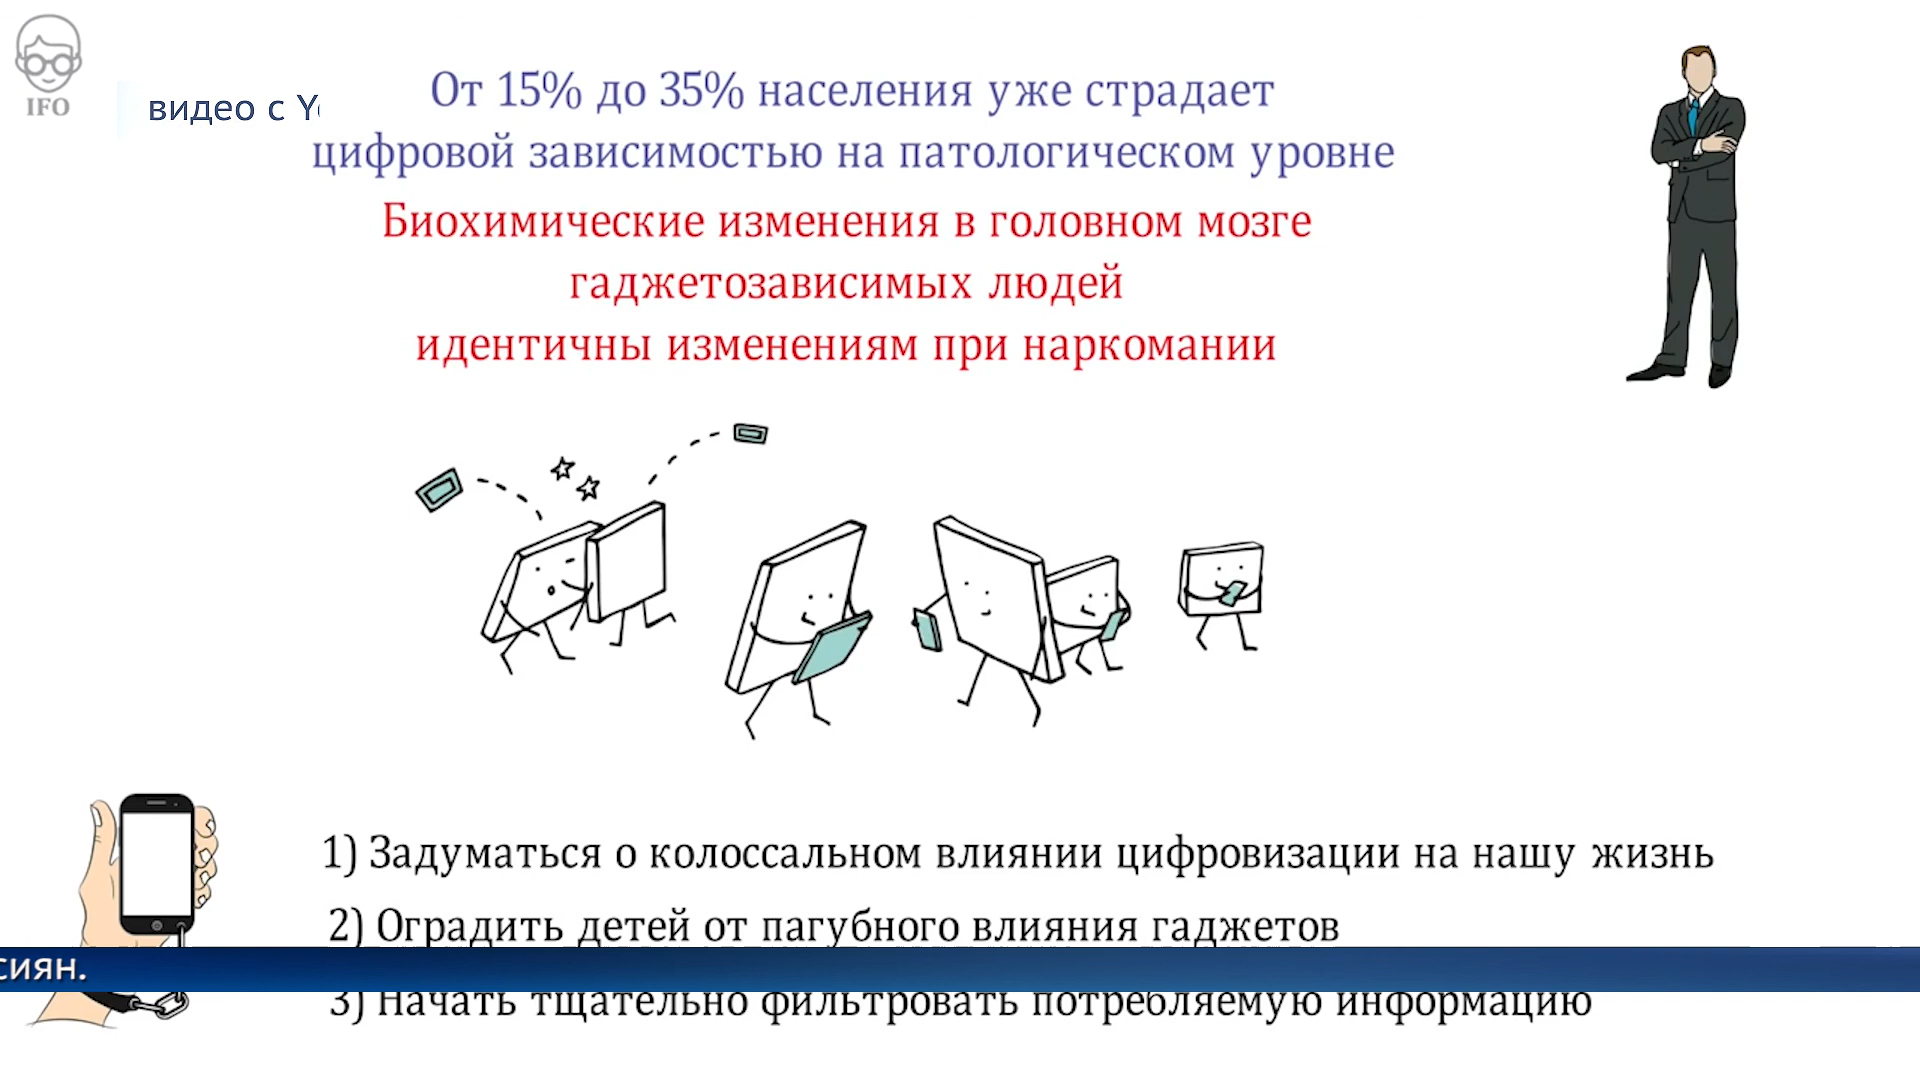 IFO
видео с
От 15% до 35% населения уже страдает
цифровой зависимостью на патологическом уровне
Биохимические изменения в головном мозге
гаджетозависимых людей
идентичны изменениям при наркомании
1) Задуматься о колоссальном влиянии цифровизации на нашу жизнь
2) Оградить детей от пагубного влияния гаджетов
сиян.
3) Начать тщательно фильтровать потребляемую информацию